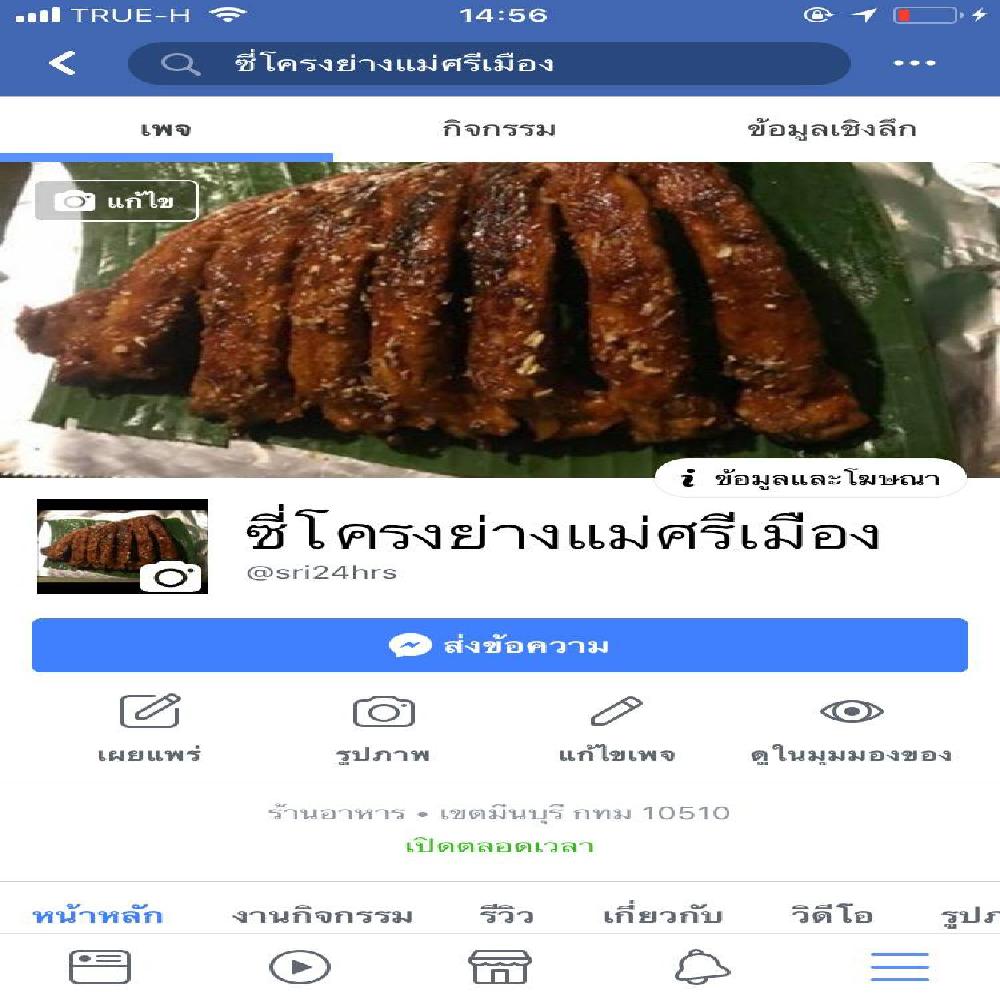 TRUE-H 14:56
ซี่โครงย่างแม่ศรีเมือง
เพจ กิจกรรม ข้อมูลเชิงลึก
แก้ไข
ข้อมูลและโฆษณา
ซี่โครงย่างแม่ศรีเมือง
@sri24hrs
ส่งข้อความ
เผยแพร่ รูปภาพ แก้ไขเพจ ดูในมุมมองของ
ร้านอาหาร • เขตมีนบุรี กทม 10510
เปิดตลอดเวลา
หน้าหลัก งานกิจกรรม รีวิว เกี่ยวกับ วิดีโอ รูปภ